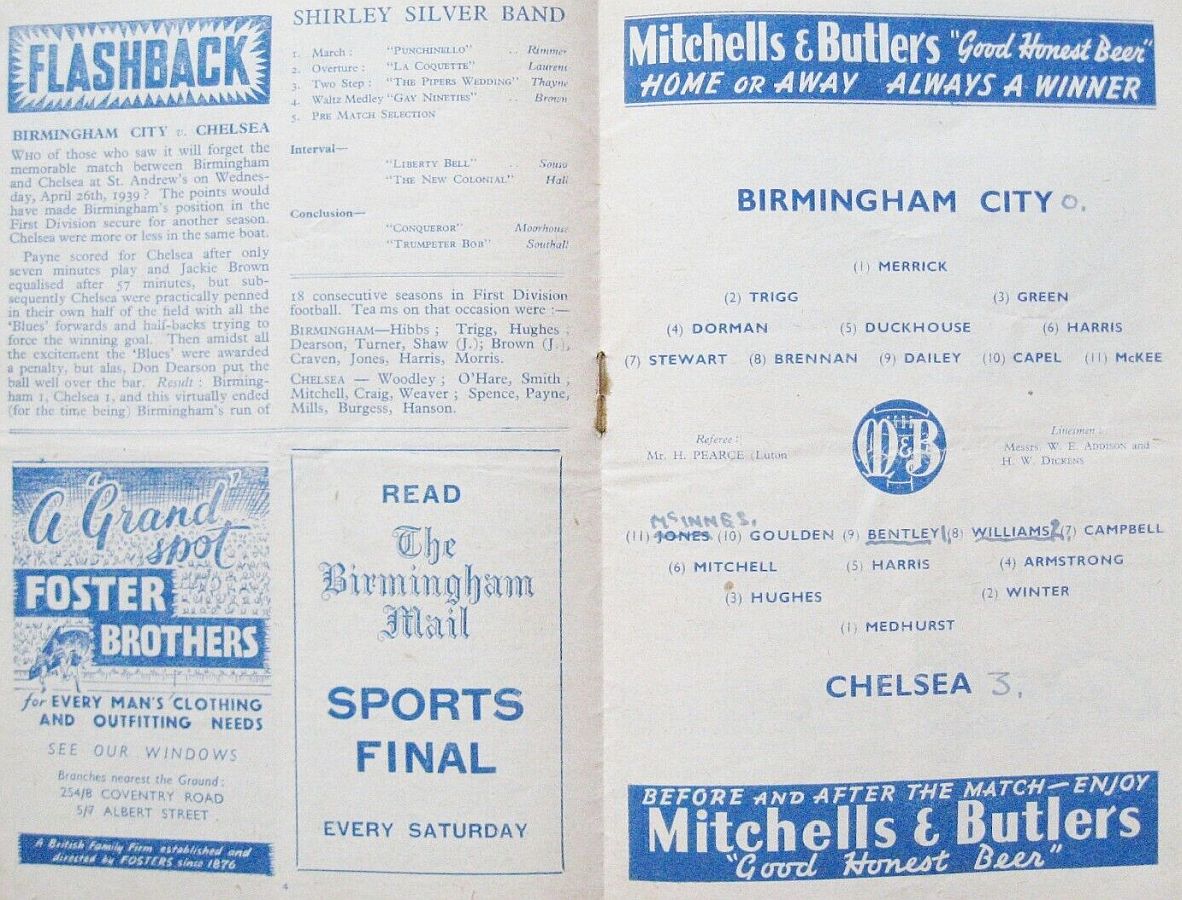 FLASHBACK
BIRMINGHAM CITY v. CHELSEA
WHO of those who saw it will forget the
memorable match between Birmingham
and Chelsea at St. Andrew's on Wednes-
day, April 26th, 1939? The points would
have made Birmingham's position in the
First Division secure for another season.
Chelsea were more or less in the same boat.
Payne scored for Chelsea after only
seven minutes play and Jackie Brown
equalised after 57 minutes, but sub-
sequently Chelsea were practically penned
in their own half of the field with all the
'Blues' forwards and half-backs trying to
force the winning goal. Then amidst all
the excitement the 'Blues' were awarded
a penalty, but alas, Don Dearson put the
ball well over the bar. Result: Birming-
ham 1, Chelsea 1, and this virtually ended
(for the time being) Birmingham's run of
SHIRLEY SILVER BAND
1. March: "PUNCHINELLO" .. Rimmer
2. Overture: "LA COQUETTE" Laurent
3. Two Step: "THE PIPERS WEDDING" Thayne
4. Waltz Medley "GAY NINETIES" .. Brown
5. PRE MATCH SELECTION
Interval—
"LIBERTY BELL" .. Sousa
"THE NEW COLONIAL" Hall
Conclusion—
"CONQUEROR" Moorhouse
"TRUMPETER BOB" Southall
18 consecutive seasons in First Division
football. Teams on that occasion were:—
BIRMINGHAM—Hibbs; Trigg, Hughes;
Dearson, Turner, Shaw (J.); Brown (J.),
Craven, Jones, Harris, Morris.
CHELSEA — Woodley; O'Hare, Smith,
Mitchell, Craig, Weaver; Spence, Payne,
Mills, Burgess, Hanson.
A 'Grand'
spot
FOSTER
BROTHERS
for EVERY MAN'S CLOTHING
AND OUTFITTING NEEDS
SEE OUR WINDOWS
Branches nearest the Ground:
254/8 COVENTRY ROAD
5/7 ALBERT STREET
A British Family Firm established and
directed by FOSTERS since 1876
READ
The
Birmingham
Mail
SPORTS
FINAL
EVERY SATURDAY
4
Mitchells & Butlers "Good Honest Beer"
HOME OR AWAY ALWAYS A WINNER
BIRMINGHAM CITY 0.
(1) MERRICK
(2) TRIGG (3) GREEN
(4) DORMAN (5) DUCKHOUSE (6) HARRIS
(7) STEWART (8) BRENNAN (9) DAILEY (10) CAPEL (11) McKEE
Referee:
Mr. H. PEARCE (Luton
M&B
Linesmen:
Messrs. W. E. ADDISON and
H. W. DICKENS
McINNES.
(11) JONES (10) GOULDEN (9) BENTLEY 1 (8) WILLIAMS 2 (7) CAMPBELL
(6) MITCHELL (5) HARRIS (4) ARMSTRONG
(3) HUGHES (2) WINTER
(1) MEDHURST
CHELSEA 3.
BEFORE AND AFTER THE MATCH—ENJOY
Mitchells & Butlers
"Good Honest Beer"